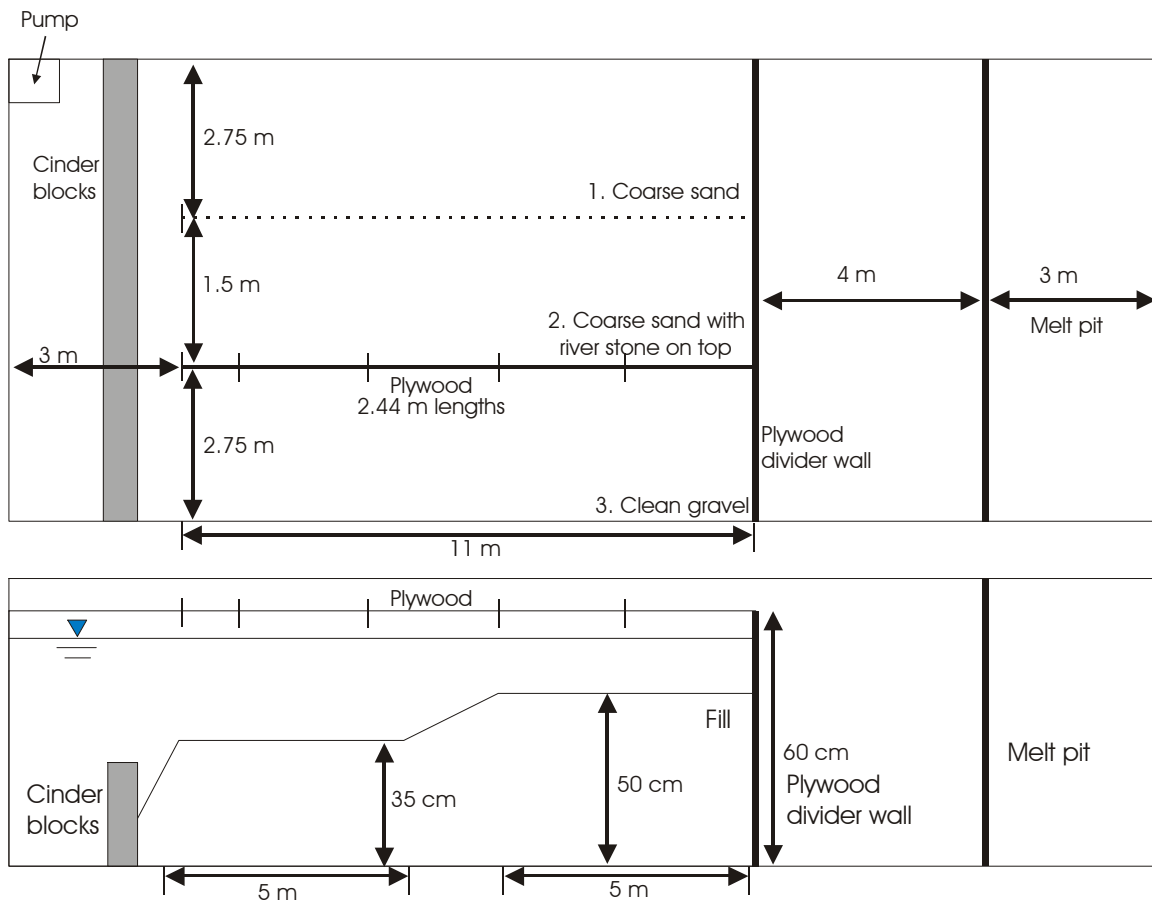 Pump
2.75 m
Cinder
blocks
1. Coarse sand
1.5 m
4 m
3 m
Melt pit
2. Coarse sand with
river stone on top
3 m
Plywood
2.44 m lengths
2.75 m
Plywood
divider wall
3. Clean gravel
11 m
Plywood
Fill
60 cm
Plywood
divider wall
Melt pit
50 cm
35 cm
Cinder
blocks
5 m
5 m